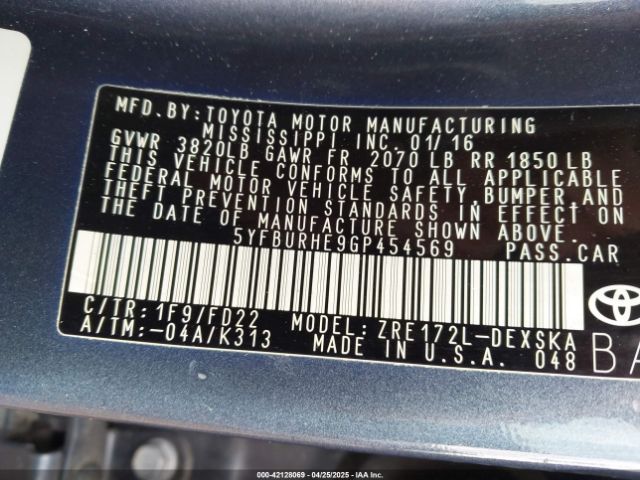 MFD. BY: TOYOTA MOTOR MANUFACTURING
MISSISSIPPI INC. 01/16
GVWR 3820LB GAWR FR 2070 LB RR 1850 LB
THIS VEHICLE CONFORMS TO ALL APPLICABLE
FEDERAL MOTOR VEHICLE SAFETY, BUMPER, AND
THEFT PREVENTION STANDARDS IN EFFECT ON
THE DATE OF MANUFACTURE SHOWN ABOVE.
5YFBURHE9GP454569 PASS. CAR
C/TR: 1F9/FD22 MODEL: ZRE172L-DEXSKA
A/TM: -04A/K313 MADE IN U.S.A. 048
BA
000-42128069 - 04/25/2025 - IAAI.com